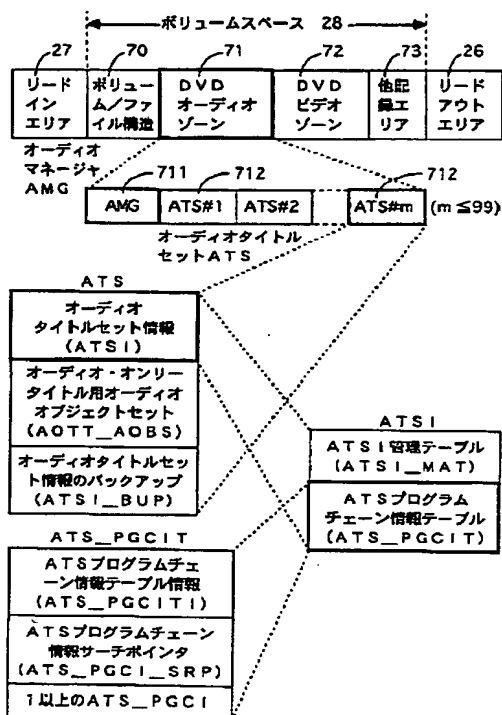 ボリュームスペース 28
27
70
71
72
73
26
リード
イン
エリア
ボリュー
ム/ファ
イル構造
DVD
オーディオ
ゾーン
DVD
ビデオ
ゾーン
他記
録エ
リア
リード
アウト
エリア
オーディオ
マネージャ
AMG
711
712
712
AMG
ATS#1
ATS#2
ATS#m
(m≦99)
オーディオタイトル
セットATS
ATS
オーディオ
タイトルセット情報
(ATSI)
オーディオ・オンリー
タイトル用オーディオ
オブジェクトセット
(AOTT_AOBS)
オーディオタイトルセッ
ト情報のバックアップ
(ATSI_BUP)
ATSI
ATSI管理テーブル
(ATSI_MAT)
ATSプログラム
チェーン情報テーブル
(ATS_PGCIT)
ATS_PGCIT
ATSプログラムチェ
ーン情報テーブル情報
(ATS_PGCITI)
ATSプログラムチェーン
情報サーチポインタ
(ATS_PGCI_SRP)
1以上のATS_PGCI